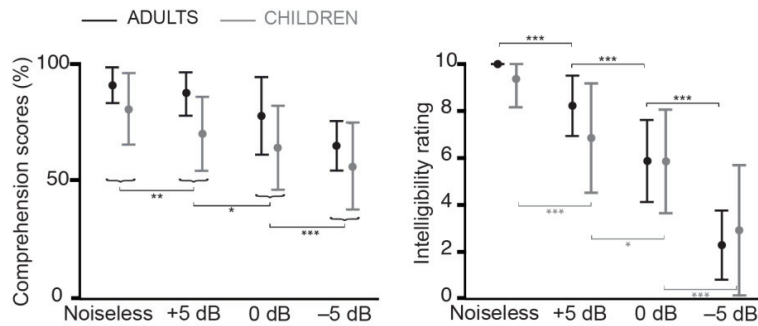 ADULTS CHILDREN
Comprehension scores (%)
100
50
0
Noiseless +5 dB 0 dB –5 dB
** * ***
Intelligibility rating
10
8
6
4
2
0
Noiseless +5 dB 0 dB –5 dB
*** *** ***
*** * ***